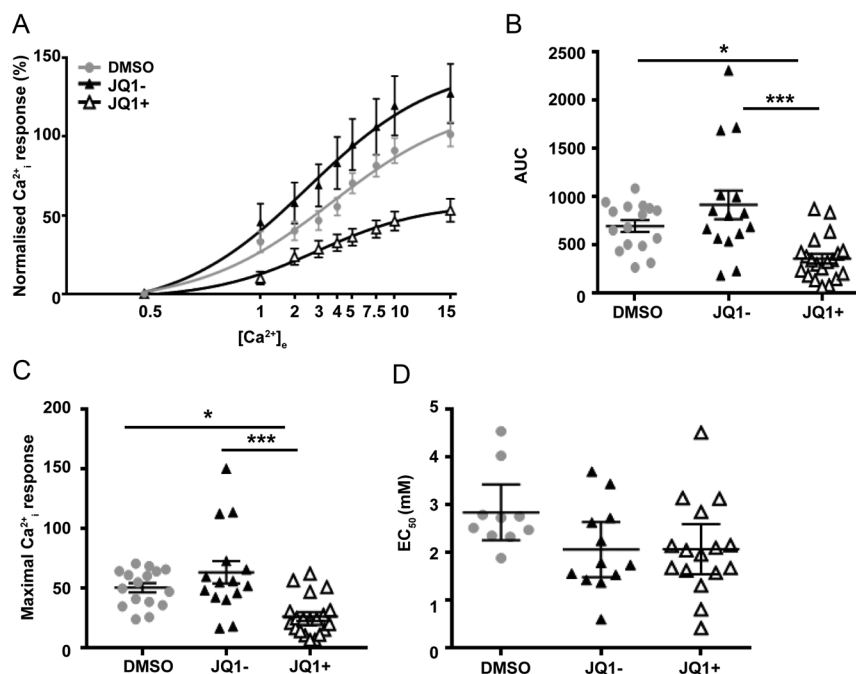 A
DMSO
JQ1-
JQ1+
Normalised Ca²⁺ᵢ response (%)
150
100
50
0
0.5 1 2 3 4 5 7.5 10 15
[Ca²⁺]ₑ
B
*
***
AUC
2500
2000
1500
1000
500
0
DMSO JQ1- JQ1+
C
*
***
Maximal Ca²⁺ᵢ response
200
150
100
50
0
DMSO JQ1- JQ1+
D
EC₅₀ (mM)
5
4
3
2
1
0
DMSO JQ1- JQ1+